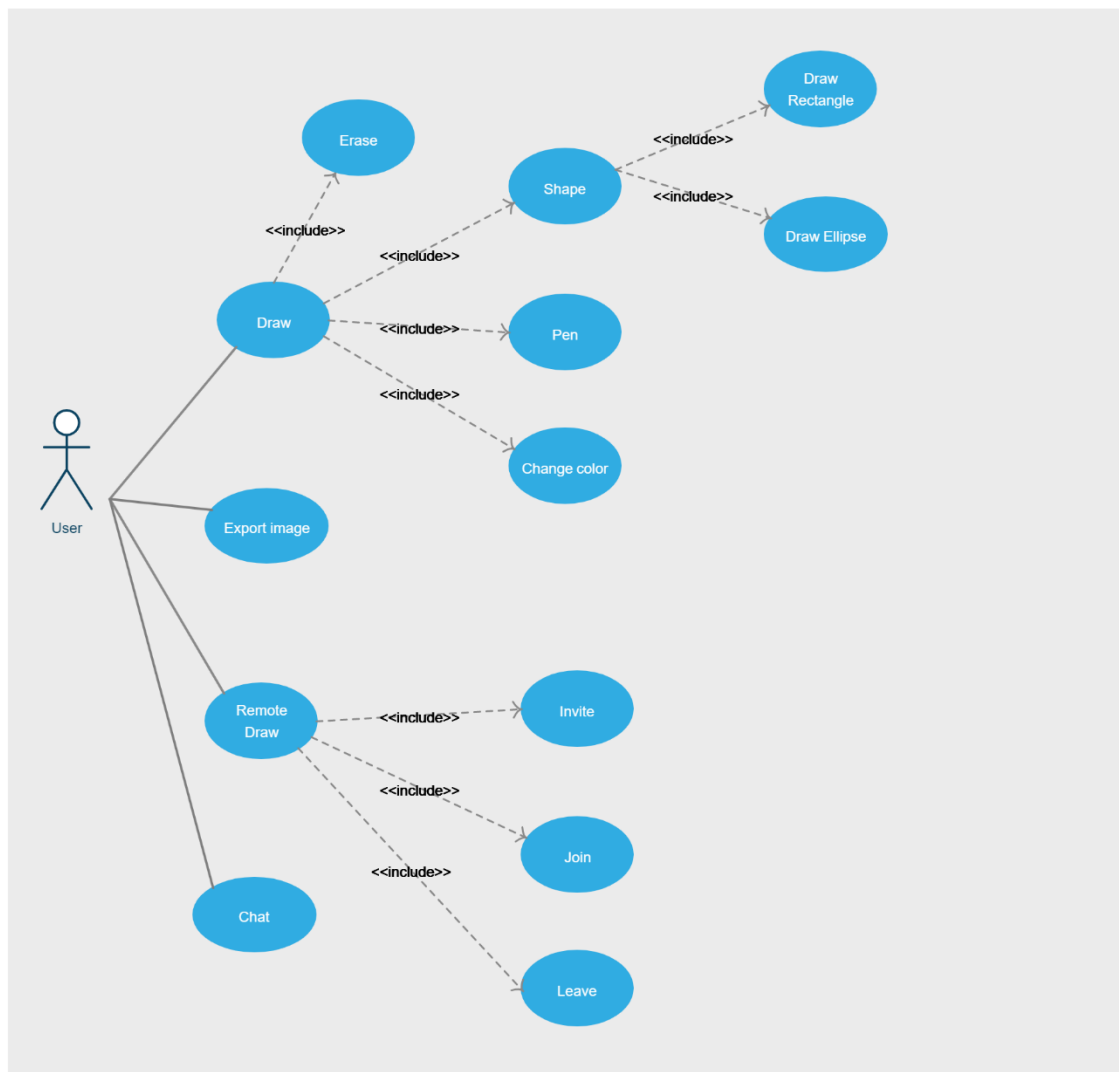 Draw
Rectangle
Erase
<<include>>
Shape
<<include>>
<<include>>
Draw Ellipse
<<include>>
Draw
<<include>>
Pen
<<include>>
Change color
User
Export image
Remote
Draw
<<include>>
Invite
<<include>>
Join
<<include>>
Chat
Leave